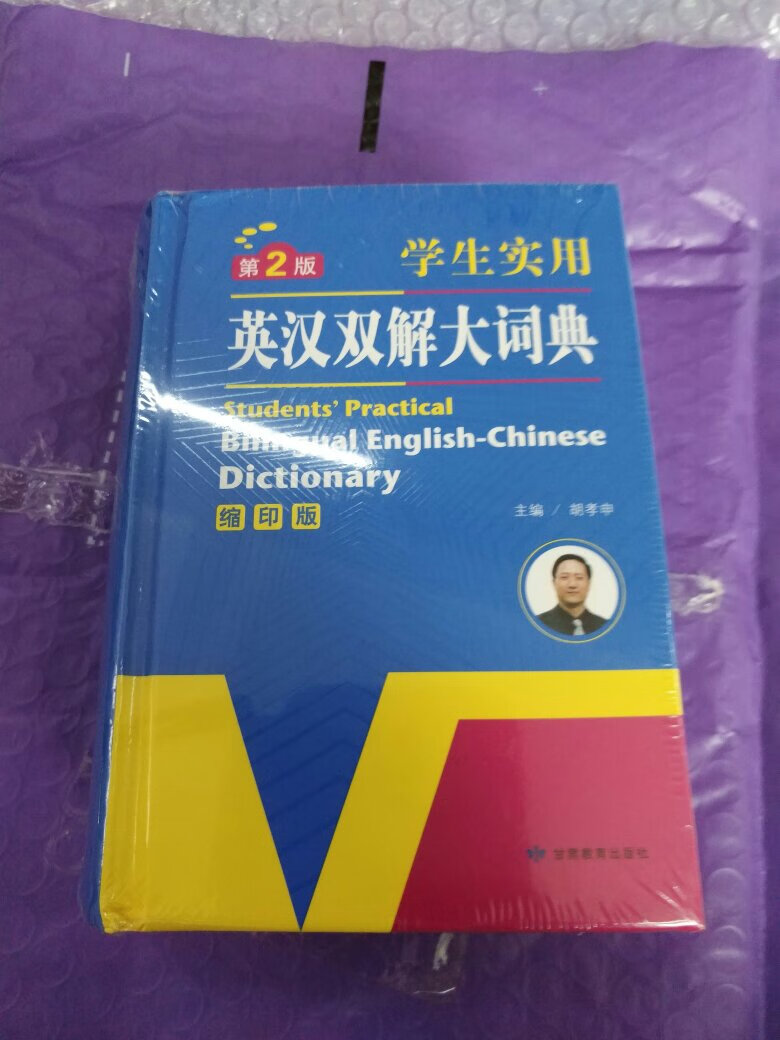 第2版
学生实用
英汉双解大词典
Students' Practical
Bilingual English-Chinese
Dictionary
缩印版
主编 / 胡孝申
甘肃教育出版社